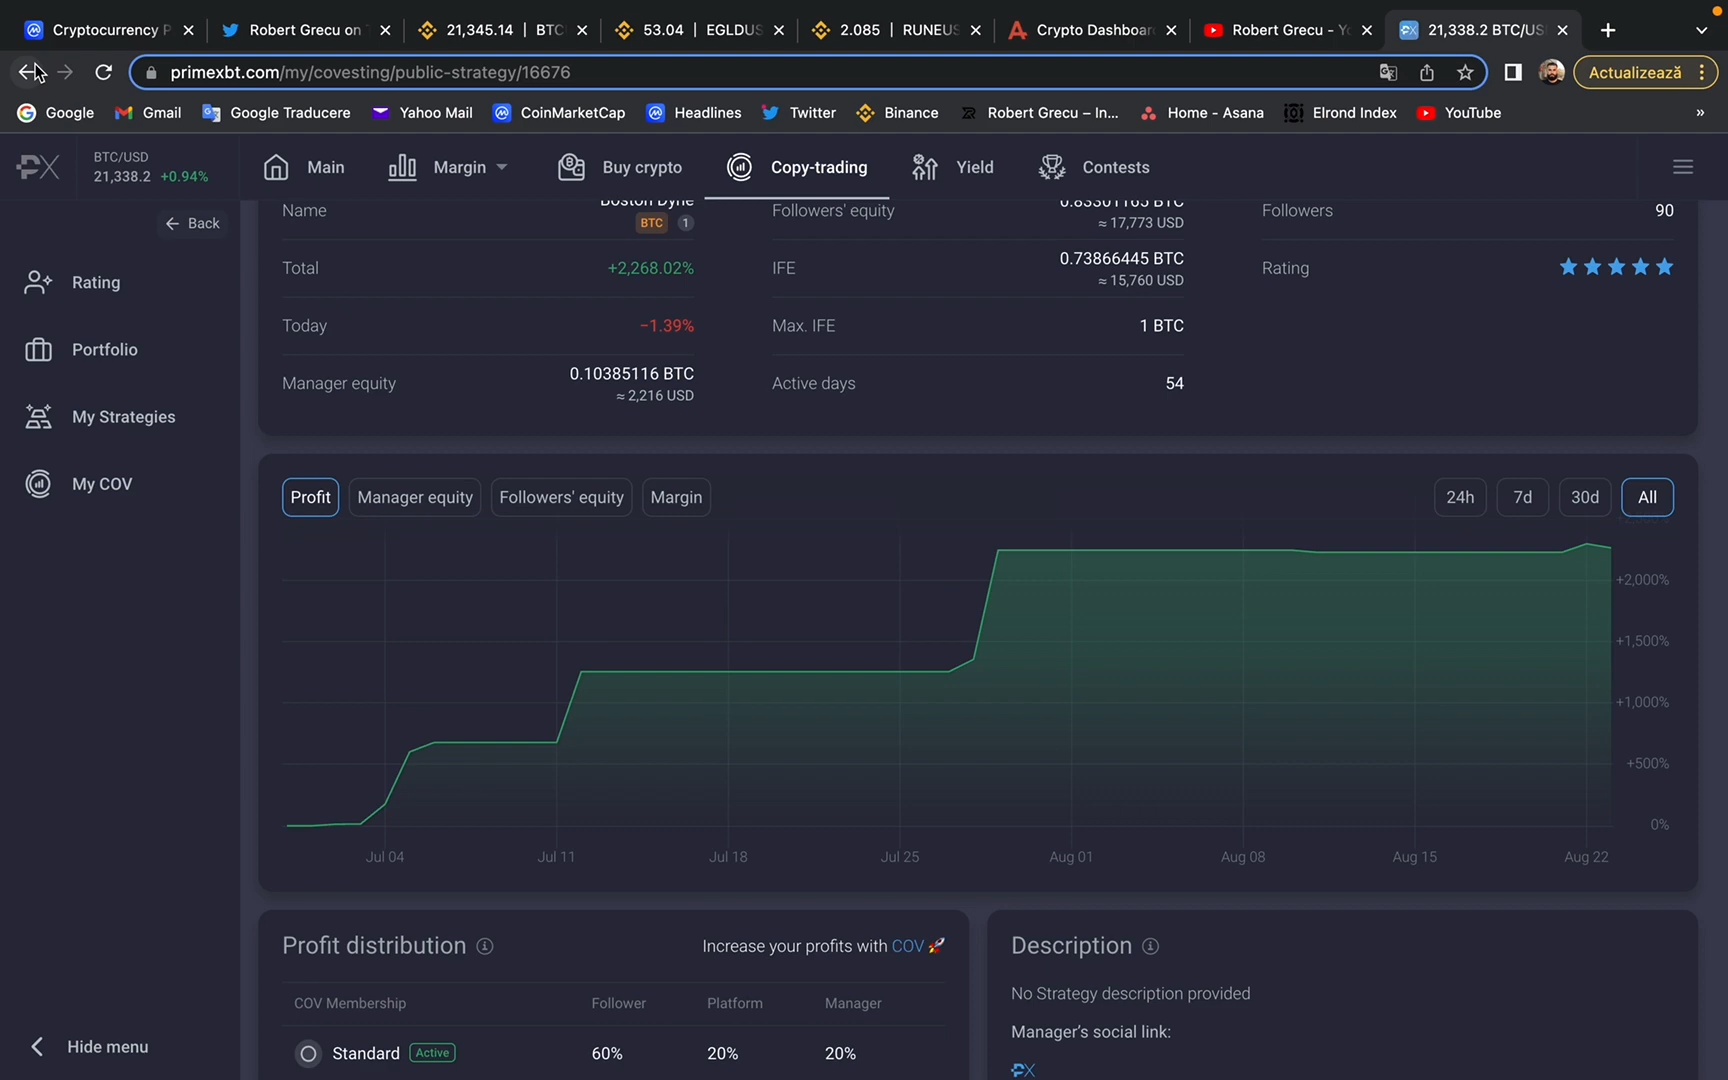 Cryptocurrency P
Robert Grecu on
21,345.14 | BTC
53.04 | EGLDUS
2.085 | RUNEUS
Crypto Dashboar
Robert Grecu - Yo
21,338.2 BTC/US
primexbt.com/my/covesting/public-strategy/16676
Actualizează
Google
Gmail
Google Traducere
Yahoo Mail
CoinMarketCap
Headlines
Twitter
Binance
Robert Grecu – In...
Home - Asana
Elrond Index
YouTube
»
BTC/USD
21,338.2 +0.94%
Main
Margin
Buy crypto
Copy-trading
Yield
Contests
Back
Rating
Portfolio
My Strategies
My COV
Hide menu
Name
Boston Dyne
BTC 1
Total
+2,268.02%
Today
−1.39%
Manager equity
0.10385116 BTC
≈ 2,216 USD
Followers' equity
0.83301165 BTC
≈ 17,773 USD
IFE
0.73866445 BTC
≈ 15,760 USD
Max. IFE
1 BTC
Active days
54
Followers
90
Rating
Profit
Manager equity
Followers' equity
Margin
24h
7d
30d
All
+2,000%
+1,500%
+1,000%
+500%
0%
Jul 04
Jul 11
Jul 18
Jul 25
Aug 01
Aug 08
Aug 15
Aug 22
Profit distribution
Increase your profits with COV 🚀
COV Membership
Follower
Platform
Manager
Standard
Active
60%
20%
20%
Description
No Strategy description provided
Manager's social link:
PX